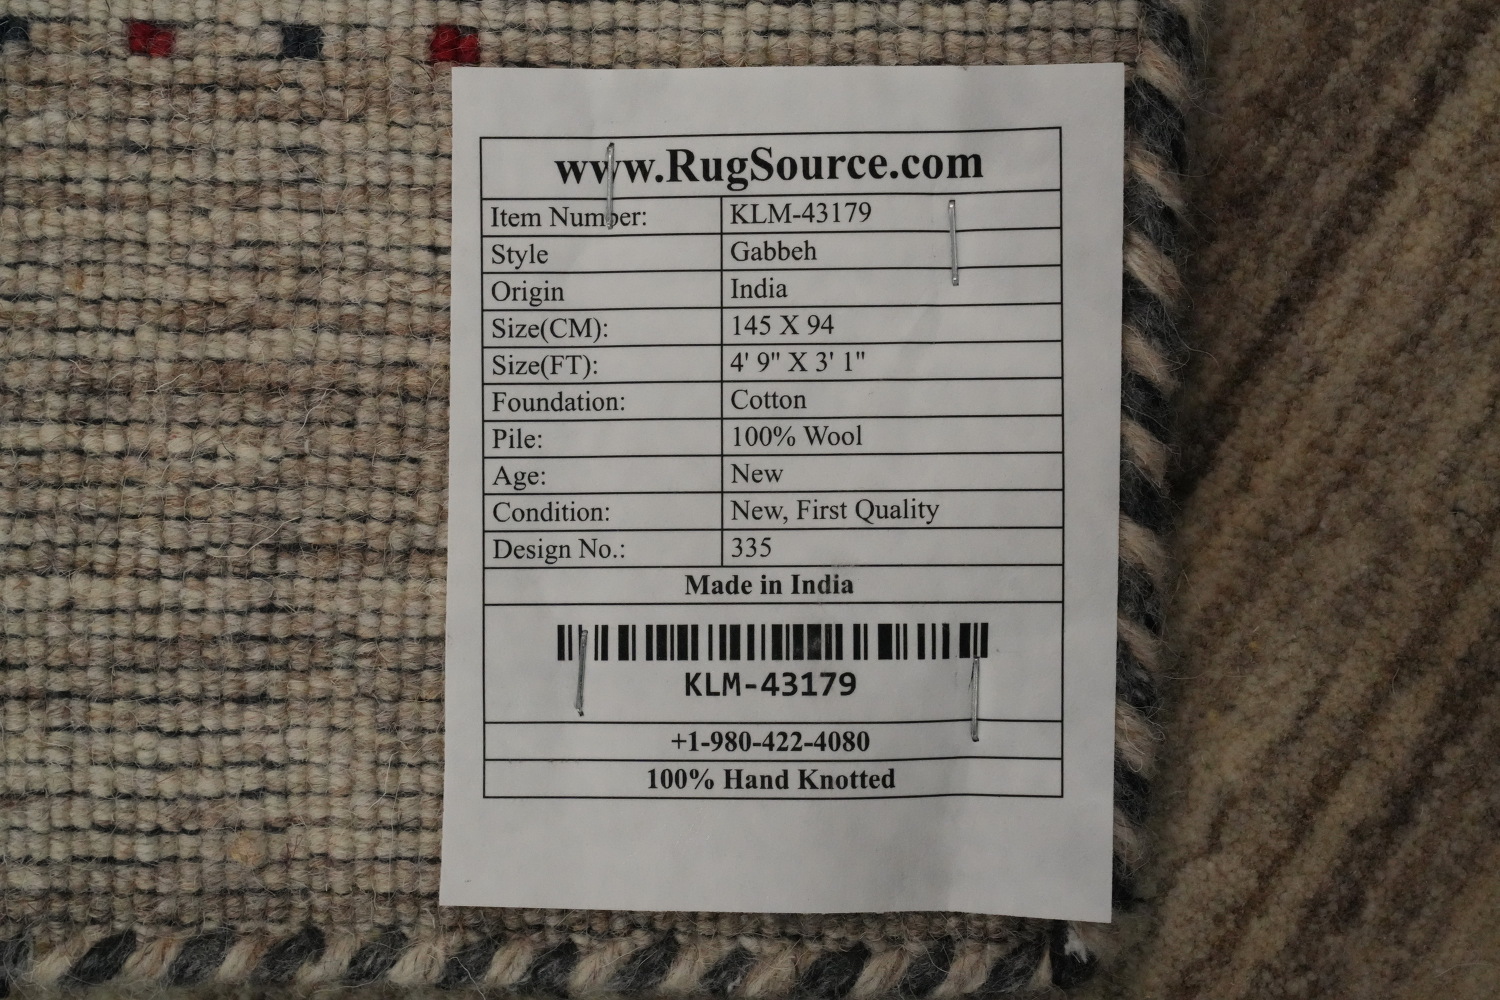 www.RugSource.com
Item Number: KLM-43179
Style Gabbeh
Origin India
Size(CM): 145 X 94
Size(FT): 4' 9" X 3' 1"
Foundation: Cotton
Pile: 100% Wool
Age: New
Condition: New, First Quality
Design No.: 335
Made in India
KLM-43179
+1-980-422-4080
100% Hand Knotted